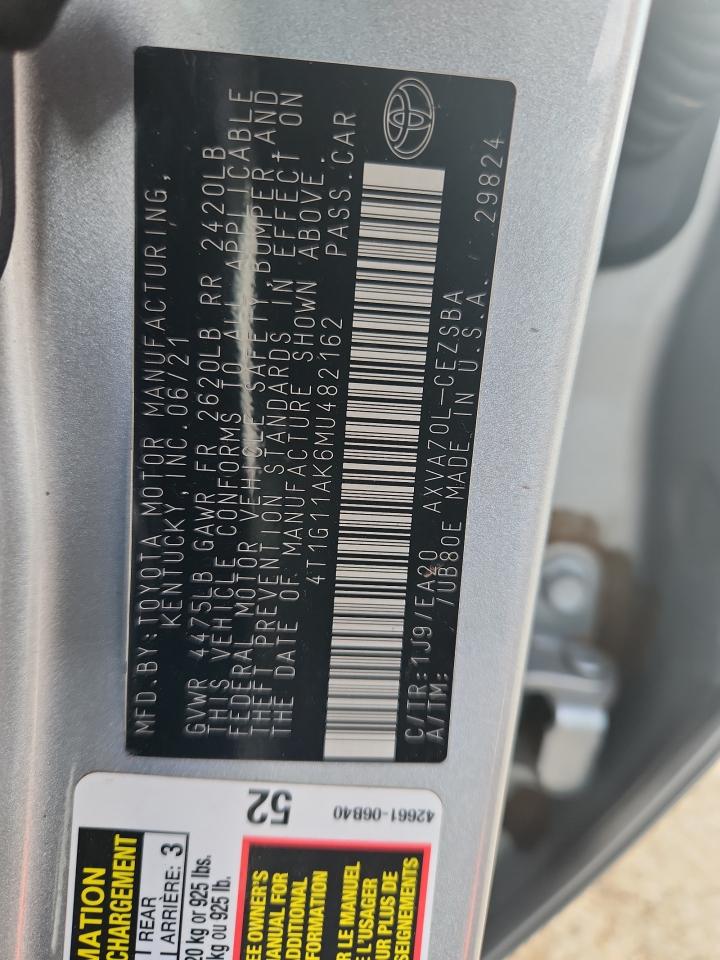 MFD.BY:TOYOTA MOTOR MANUFACTURING,
KENTUCKY,INC.06/21
GVWR 4475LB GAWR FR 2620LB RR 2420LB
THIS VEHICLE CONFORMS TO ALL APPLICABLE
FEDERAL MOTOR VEHICLE SAFETY,BUMPER,AND
THEFT PREVENTION STANDARDS IN EFFECT ON
THE DATE OF MANUFACTURE SHOWN ABOVE.
4T1G11AK6MU482162 PASS.CAR
C/TR:1J9/EA20 AXVA70L-CEZSBA
A/TM: /UB80E MADE IN U.S.A. 29824
MATION
CHARGEMENT
REAR
ARRIÈRE: 3
20 kg or 925 lbs.
kg ou 925 lb.
52
42661-06B40
EE OWNER'S
MANUAL FOR
ADDITIONAL
FORMATION
R LE MANUEL
L'USAGER
UR PLUS DE
SEIGNEMENTS